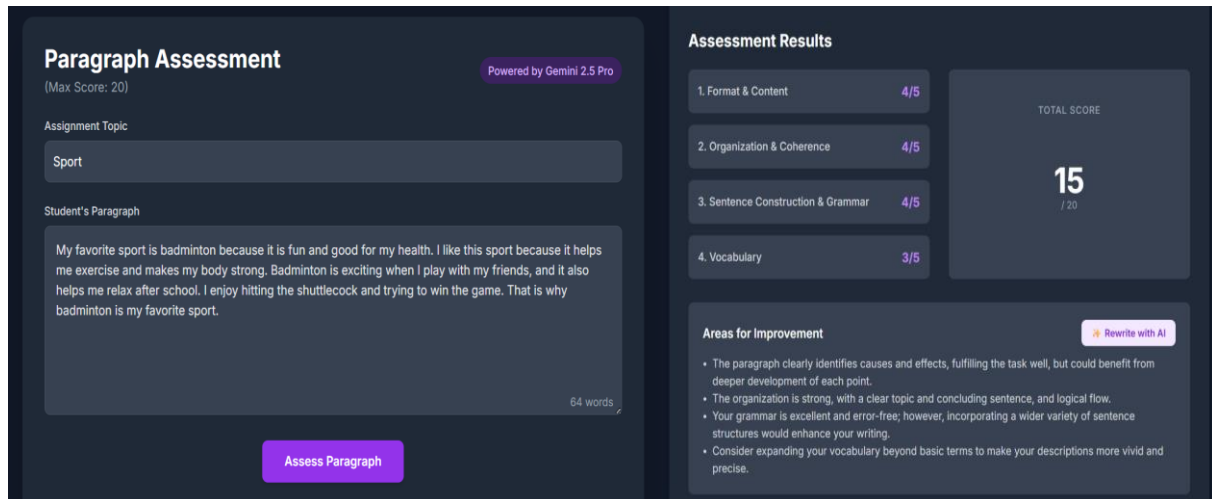 Paragraph Assessment
(Max Score: 20)
Powered by Gemini 2.5 Pro
Assignment Topic
Sport
Student's Paragraph
My favorite sport is badminton because it is fun and good for my health. I like this sport because it helps
me exercise and makes my body strong. Badminton is exciting when I play with my friends, and it also
helps me relax after school. I enjoy hitting the shuttlecock and trying to win the game. That is why
badminton is my favorite sport.
64 words
Assess Paragraph
Assessment Results
1. Format & Content 4/5
2. Organization & Coherence 4/5
3. Sentence Construction & Grammar 4/5
4. Vocabulary 3/5
TOTAL SCORE
15
/ 20
Areas for Improvement
✨ Rewrite with AI
• The paragraph clearly identifies causes and effects, fulfilling the task well, but could benefit from
deeper development of each point.
• The organization is strong, with a clear topic and concluding sentence, and logical flow.
• Your grammar is excellent and error-free; however, incorporating a wider variety of sentence
structures would enhance your writing.
• Consider expanding your vocabulary beyond basic terms to make your descriptions more vivid and
precise.